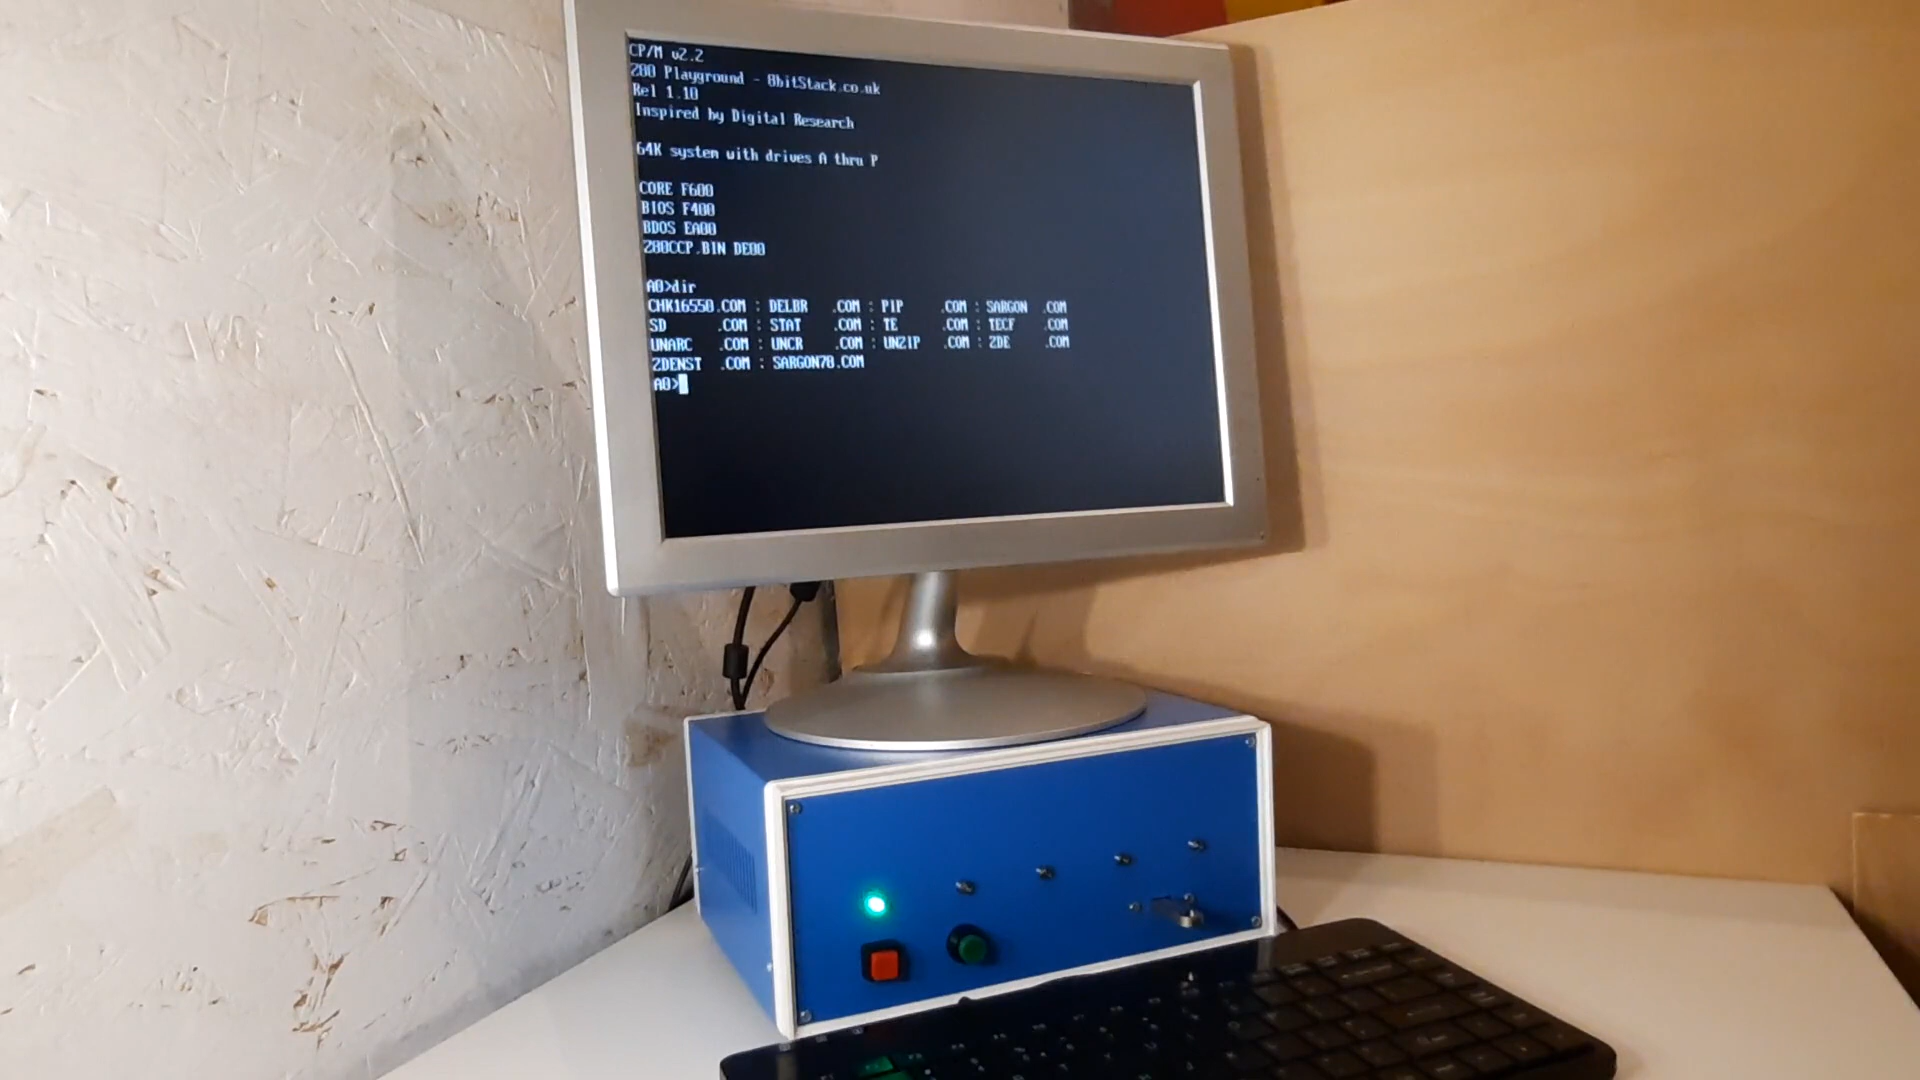 CP/M v2.2
Z80 Playground - 8bitStack.co.uk
Rel 1.10
Inspired by Digital Research
64K system with drives A thru P
CORE F600
BIOS F400
BDOS EA00
Z80CCP.BIN DE00
A0>dir
CHK16550.COM : DELBR .COM : PIP .COM : SARGON .COM
SD .COM : STAT .COM : TE .COM : TECF .COM
UNARC .COM : UNCR .COM : UNZIP .COM : ZDE .COM
ZDENST .COM : SARGON78.COM
A0>